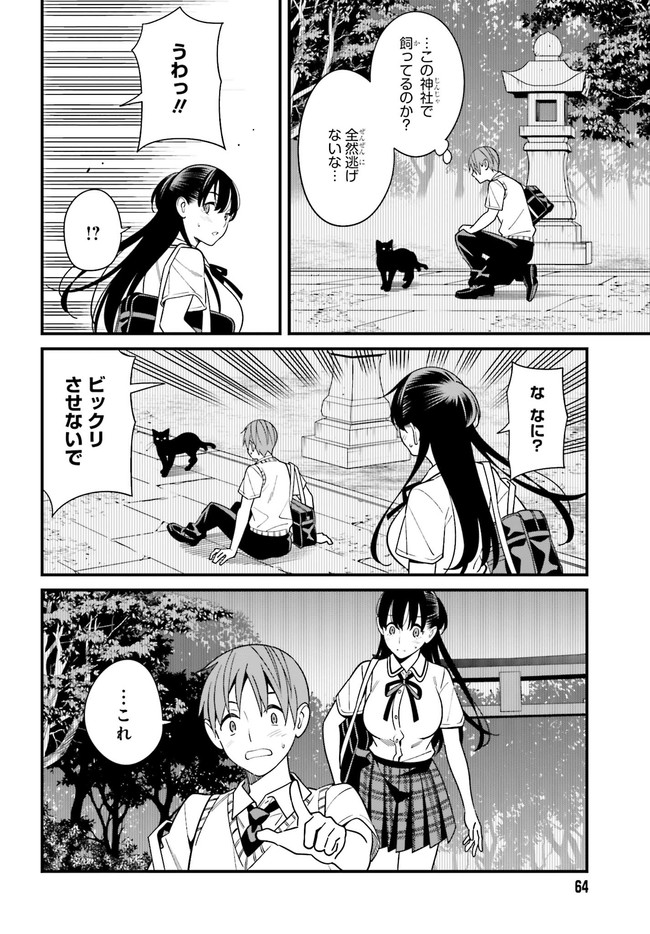 …この神社で
飼ってるのか？
全然逃げ
ないな…
うわっ!!
!?
な なに？
ビックリ
させないで
…これ
64